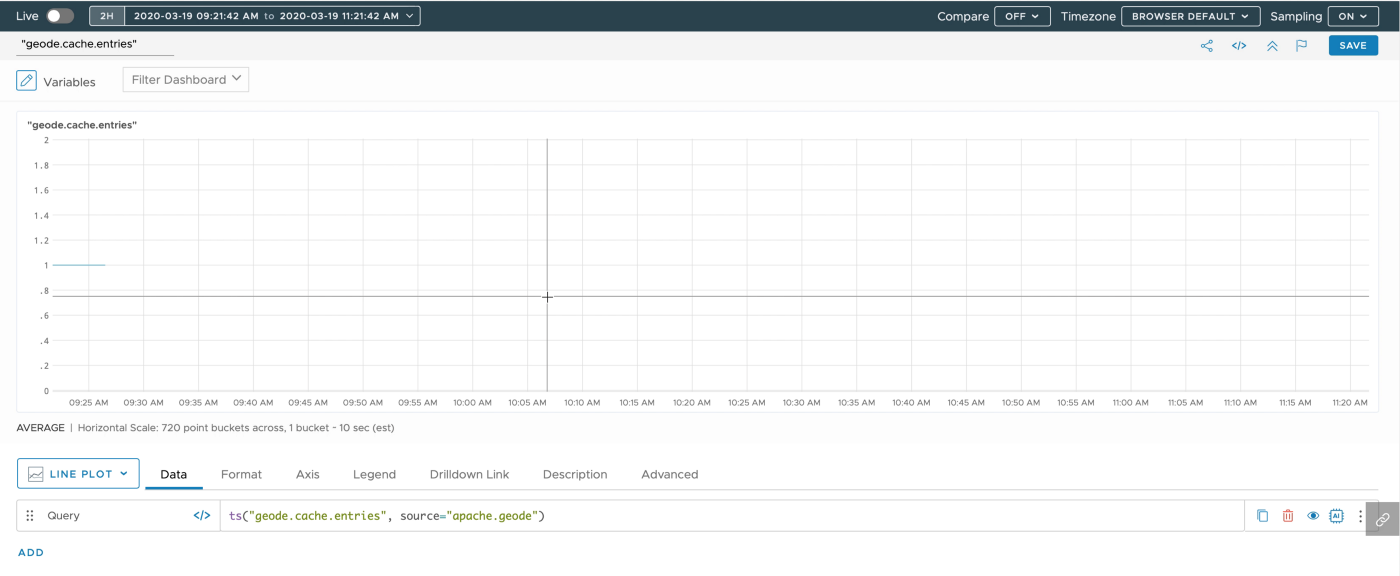 Live 2H 2020-03-19 09:21:42 AM to 2020-03-19 11:21:42 AM Compare OFF Timezone BROWSER DEFAULT Sampling ON
"geode.cache.entries" </> SAVE
Variables Filter Dashboard
"geode.cache.entries"
2
1.8
1.6
1.4
1.2
1
.8
.6
.4
.2
0
09:25 AM 09:30 AM 09:35 AM 09:40 AM 09:45 AM 09:50 AM 09:55 AM 10:00 AM 10:05 AM 10:10 AM 10:15 AM 10:20 AM 10:25 AM 10:30 AM 10:35 AM 10:40 AM 10:45 AM 10:50 AM 10:55 AM 11:00 AM 11:05 AM 11:10 AM 11:15 AM 11:20 AM
AVERAGE | Horizontal Scale: 720 point buckets across, 1 bucket - 10 sec (est)
LINE PLOT Data Format Axis Legend Drilldown Link Description Advanced
Query </> ts("geode.cache.entries", source="apache.geode") AI
ADD